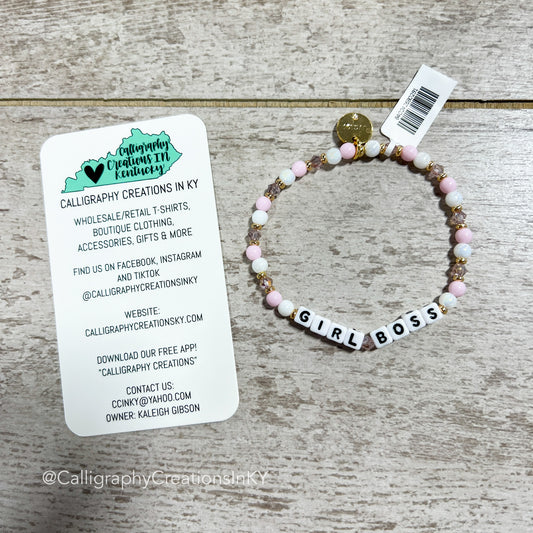 Calligraphy
Creations IN
Kentucky!
CALLIGRAPHY CREATIONS IN KY
WHOLESALE/RETAIL T-SHIRTS,
BOUTIQUE CLOTHING,
ACCESSORIES, GIFTS & MORE
FIND US ON FACEBOOK, INSTAGRAM
AND TIKTOK
@CALLIGRAPHYCREATIONSINKY
WEBSITE:
CALLIGRAPHYCREATIONSKY.COM
DOWNLOAD OUR FREE APP!
"CALLIGRAPHY CREATIONS"
CONTACT US:
CCINKY@YAHOO.COM
OWNER: KALEIGH GIBSON
GIRL BOSS
@CalligraphyCreationsInKY